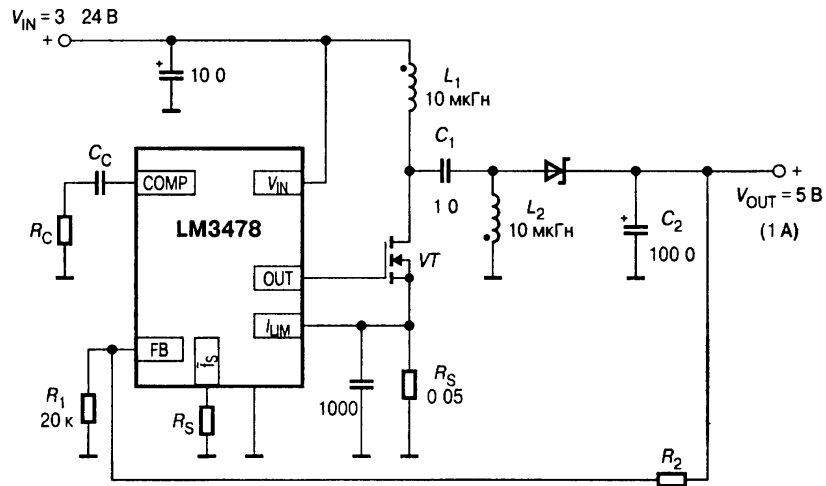 V_IN = 3 24 В
+
+
10 0
L₁
10 мкГн
C_C
COMP
V_IN
C₁
1 0
+
V_OUT = 5 В
(1 А)
R_C
LM3478
L₂
10 мкГн
+
C₂
100 0
OUT
VT
I_LIM
FB
f_S
R₁
20 к
R_S
1000
R_S
0 05
R₂